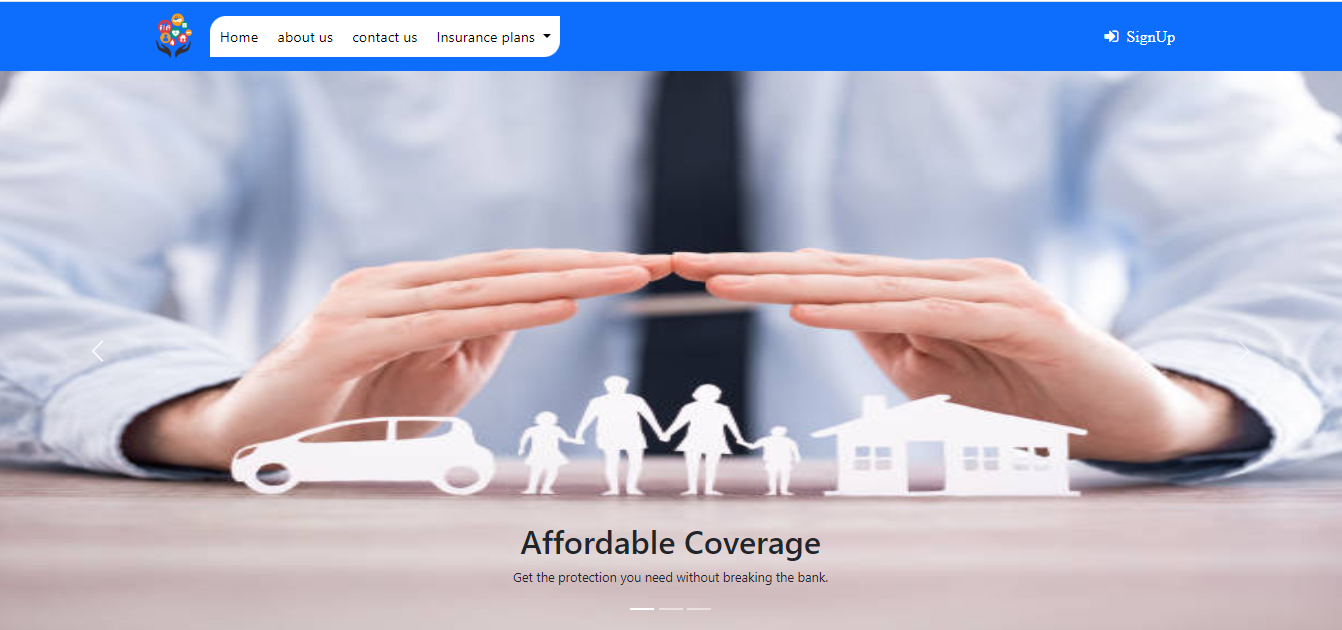 Home about us contact us Insurance plans
SignUp
Affordable Coverage
Get the protection you need without breaking the bank.